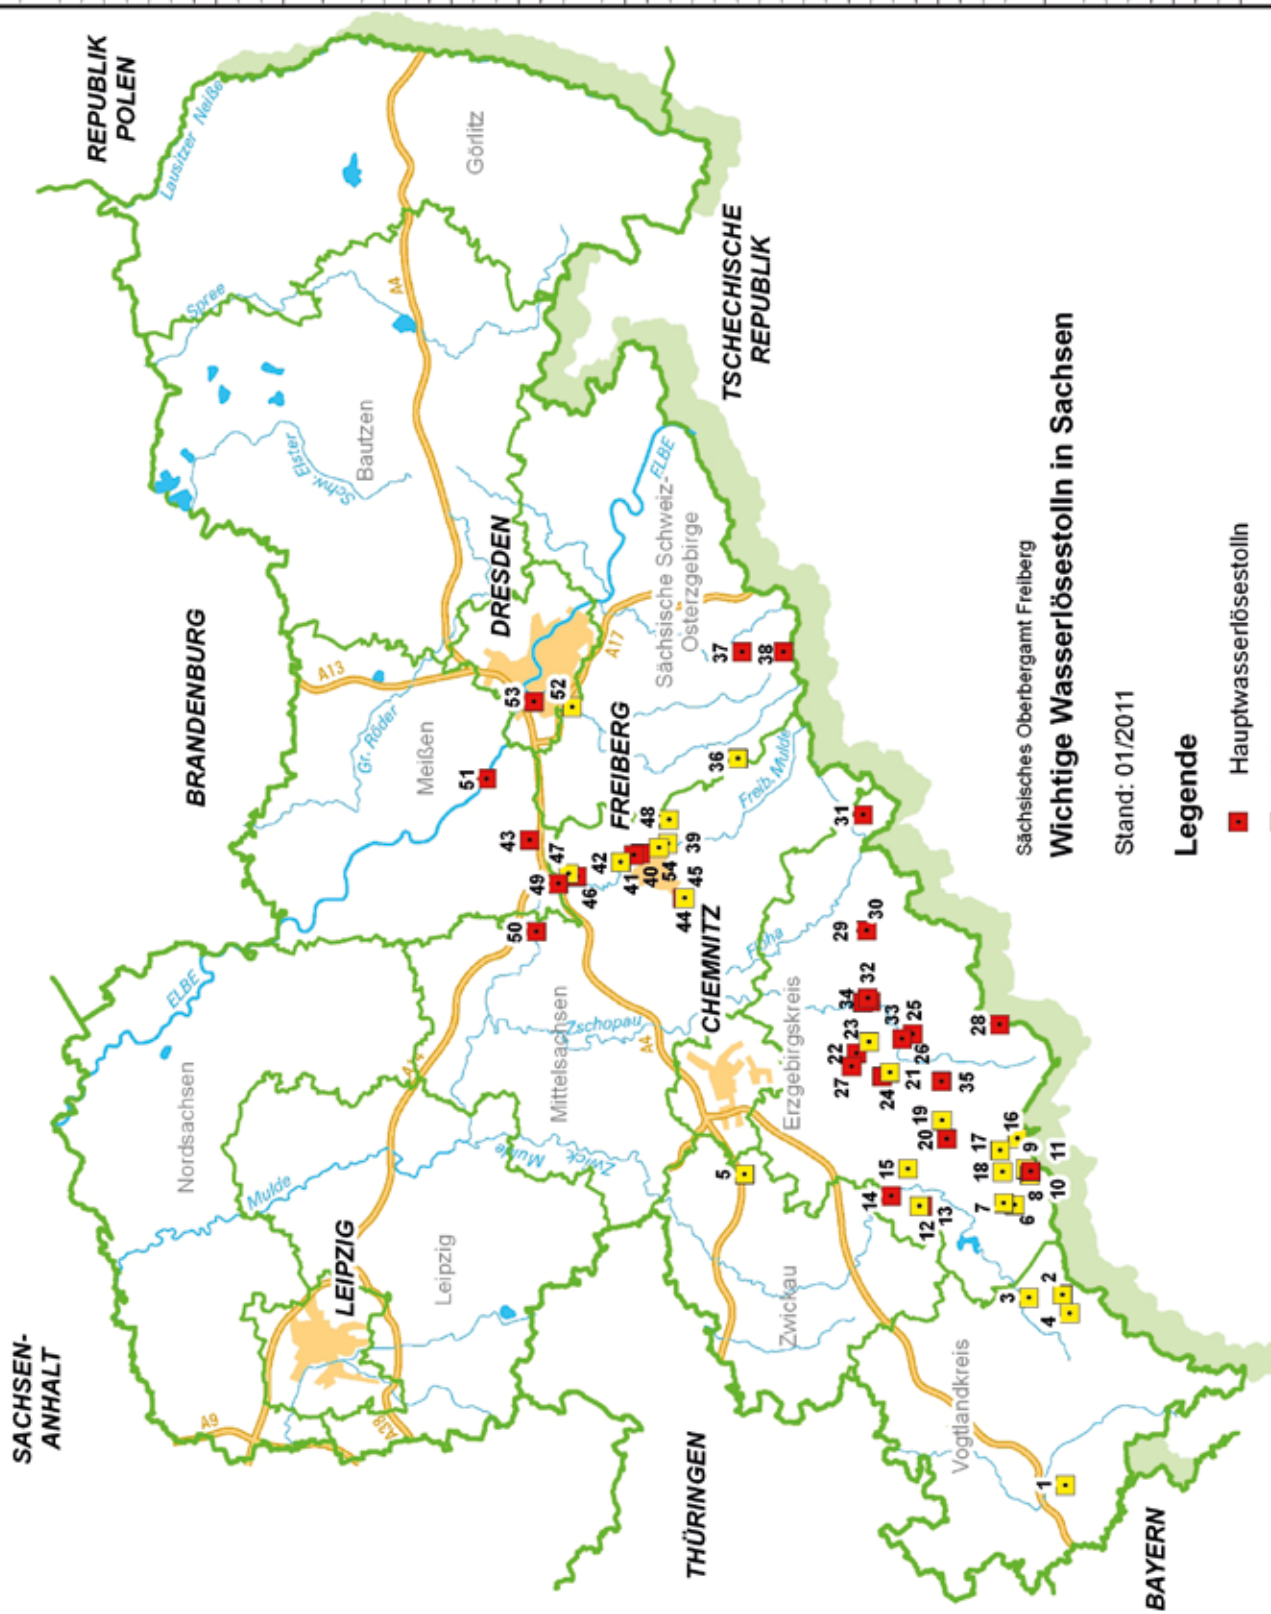 SACHSEN-
ANHALT
BRANDENBURG
REPUBLIK
POLEN
TSCHECHISCHE
REPUBLIK
THÜRINGEN
BAYERN
LEIPZIG
DRESDEN
FREIBERG
CHEMNITZ
Nordsachsen
Leipzig
Mittelsachsen
Meißen
Bautzen
Görlitz
Sächsische Schweiz-
Osterzgebirge
Erzgebirgskreis
Zwickau
Vogtlandkreis
Lausitzer Neiße
Spree
Schw. Elster
Gr. Röder
ELBE
ELBE
Mulde
Zwick.
Mulde
Zschopau
Flöha
Freib. Mulde
A9
A38
A4
A13
A4
A17
1
2
3
4
5
6
7
8
9
10
11
12
13
14
15
16
17
18
19
20
21
22
23
24
25
26
27
28
29
30
31
32
33
34
35
36
37
38
39
40
41
42
43
44
45
46
47
48
49
50
51
52
53
54
Sächsisches Oberbergamt Freiberg
Wichtige Wasserlösestolln in Sachsen
Stand: 01/2011
Legende
Hauptwasserlösestolln